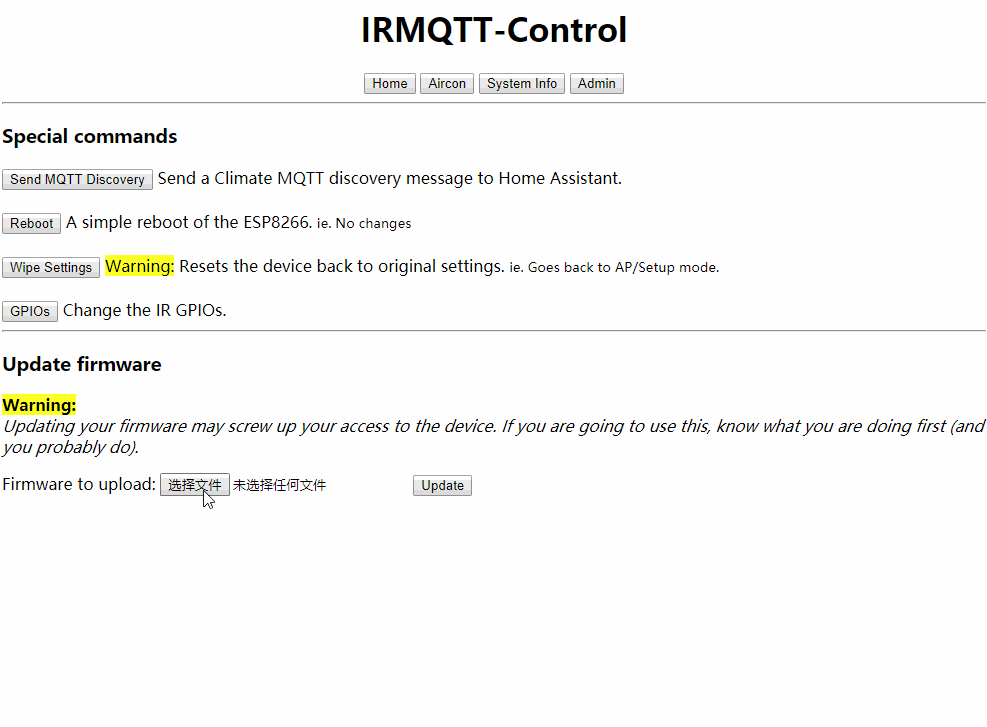 IRMQTT-Control
Home Aircon System Info Admin
Special commands
Send MQTT Discovery Send a Climate MQTT discovery message to Home Assistant.
Reboot A simple reboot of the ESP8266. ie. No changes
Wipe Settings Warning: Resets the device back to original settings. ie. Goes back to AP/Setup mode.
GPIOs Change the IR GPIOs.
Update firmware
Warning:
Updating your firmware may screw up your access to the device. If you are going to use this, know what you are doing first (and
you probably do).
Firmware to upload: 选择文件 未选择任何文件 Update